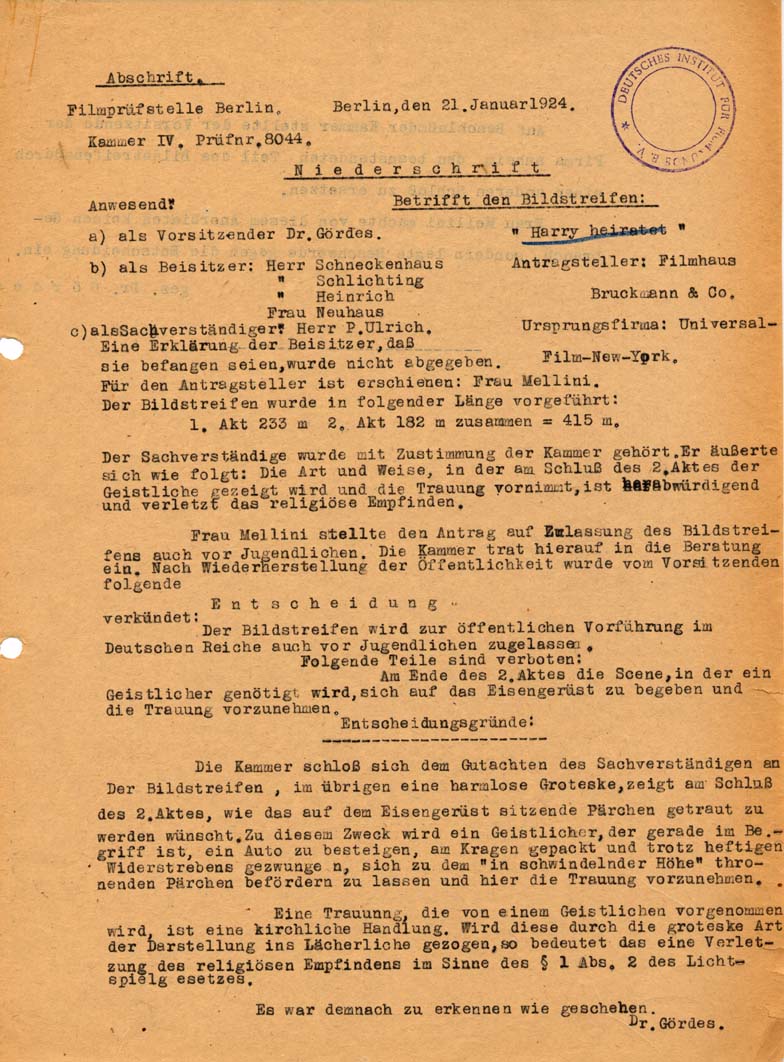 Abschrift.
DEUTSCHES INSTITUT FÜR FILMKUNDE E.V. *
Filmprüfstelle Berlin. Berlin,den 21.Januar1924.
Kammer IV. Prüfnr.8044.
Niederschrift
Anwesend: Betrifft den Bildstreifen:
a) als Vorsitzender Dr.Gördes. " Harry heiratet "
b) als Beisitzer: Herr Schneckenhaus Antragsteller: Filmhaus
" Schlichting
" Heinrich Bruckmann & Co.
Frau Neuhaus
c)alsSachverständiger: Herr P.Ulrich. Ursprungsfirma: Universal-
Eine Erklärung der Beisitzer,daß
sie befangen seien,wurde nicht abgegeben. Film-New-York.
Für den Antragsteller ist erschienen: Frau Mellini.
Der Bildstreifen wurde in folgender Länge vorgeführt:
1. Akt 233 m 2. Akt 182 m zusammen = 415 m.
Der Sachverständige wurde mit Zustimmung der Kammer gehört.Er äußerte
sich wie folgt: Die Art und Weise, in der am Schluß des 2.Aktes der
Geistliche gezeigt wird und die Trauung vornimmt,ist herabwürdigend
und verletzt das religiöse Empfinden.
Frau Mellini stellte den Antrag auf Zulassung des Bildstrei-
fens auch vor Jugendlichen. Die Kammer trat hierauf in die Beratung
ein. Nach Wiederherstellung der Öffentlichkeit wurde vom Vorsitzenden
folgende
Entscheidung
verkündet:
Der Bildstreifen wird zur öffentlichen Vorführung im
Deutschen Reiche auch vor Jugendlichen zugelassen.
Folgende Teile sind verboten:
Am Ende des 2.Aktes die Scene,in der ein
Geistlicher genötigt wird,sich auf das Eisengerüst zu begeben und
die Trauung vorzunehmen.
Entscheidungsgründe:
Die Kammer schloß sich dem Gutachten des Sachverständigen an
Der Bildstreifen , im übrigen eine harmlose Groteske,zeigt am Schluß
des 2.Aktes, wie das auf dem Eisengerüst sitzende Pärchen getraut zu
werden wünscht.Zu diesem Zweck wird ein Geistlicher,der gerade im Be.-
griff ist, ein Auto zu besteigen, am Kragen gepackt und trotz heftigen
Widerstrebens gezwunge n, sich zu dem "in schwindelnder Höhe" thro-
nenden Pärchen befördern zu lassen und hier die Trauung vorzunehmen.
Eine Trauunng, die von einem Geistlichen vorgenommen
wird, ist eine kirchliche Handlung. Wird diese durch die groteske Art
der Darstellung ins Lächerliche gezogen,so bedeutet das eine Verlet-
zung des religiösen Empfindens im Sinne des § 1 Abs. 2 des Licht-
spielg esetzes.
Es war demnach zu erkennen wie geschehen.
Dr.Gördes.